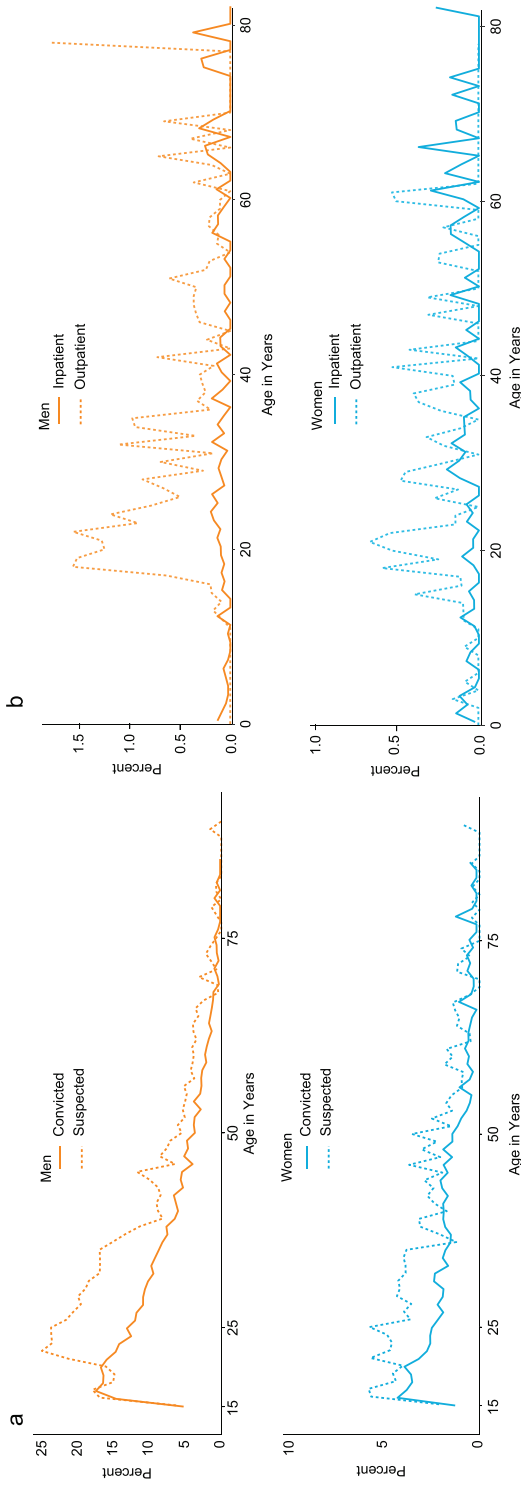 a
Percent
25
20
15
10
5
0
Men
Convicted
Suspected
15
25
50
75
Age in Years
Percent
10
5
0
Women
Convicted
Suspected
15
25
50
75
Age in Years
b
Percent
1.5
1.0
0.5
0.0
Men
Inpatient
Outpatient
0
20
40
60
80
Age in Years
Percent
1.0
0.5
0.0
Women
Inpatient
Outpatient
0
20
40
60
80
Age in Years